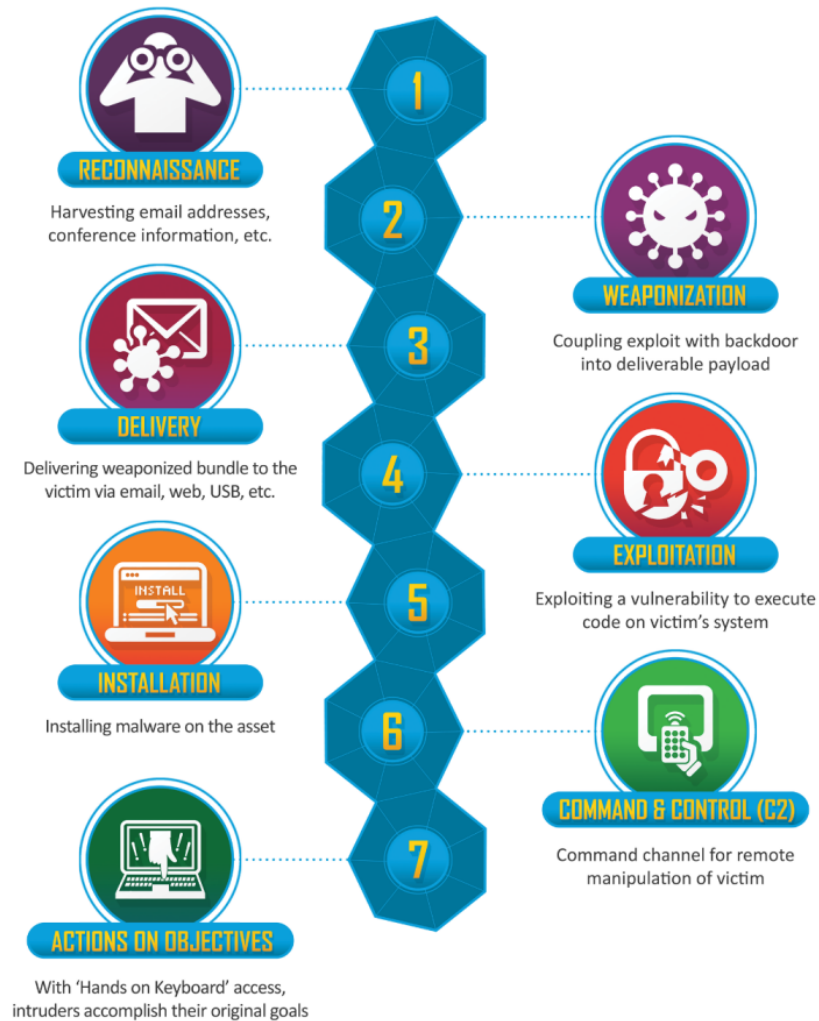 1
RECONNAISSANCE
Harvesting email addresses,
conference information, etc.
2
WEAPONIZATION
Coupling exploit with backdoor
into deliverable payload
3
DELIVERY
Delivering weaponized bundle to the
victim via email, web, USB, etc.
4
EXPLOITATION
Exploiting a vulnerability to execute
code on victim’s system
5
INSTALL
INSTALLATION
Installing malware on the asset
6
COMMAND & CONTROL (C2)
Command channel for remote
manipulation of victim
7
ACTIONS ON OBJECTIVES
With ‘Hands on Keyboard’ access,
intruders accomplish their original goals